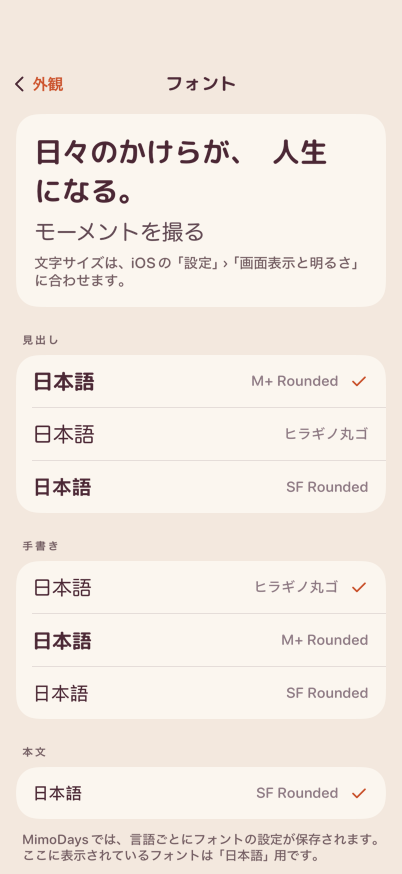 外観
フォント
日々のかけらが、 人生
になる。
モーメントを撮る
文字サイズは、iOSの「設定」›「画面表示と明るさ」
に合わせます。
見出し
日本語 M+ Rounded
日本語 ヒラギノ丸ゴ
日本語 SF Rounded
手書き
日本語 ヒラギノ丸ゴ
日本語 M+ Rounded
日本語 SF Rounded
本文
日本語 SF Rounded
MimoDaysでは、言語ごとにフォントの設定が保存されます。
ここに表示されているフォントは「日本語」用です。